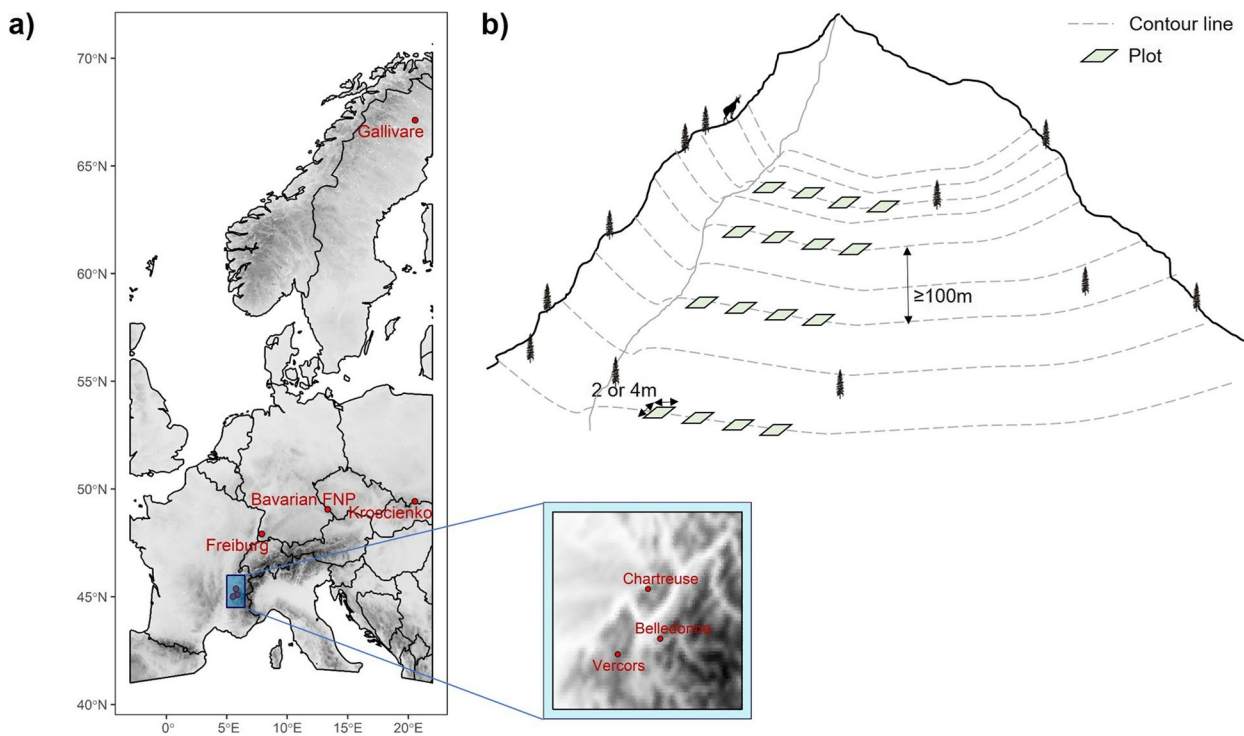 a)
70°N
65°N
60°N
55°N
50°N
45°N
40°N
0°
5°E
10°E
15°E
20°E
Gallivare
Bavarian FNP
Kroscienko
Freiburg
b)
Contour line
Plot
≥100m
2 or 4m
Chartreuse
Belledonne
Vercors